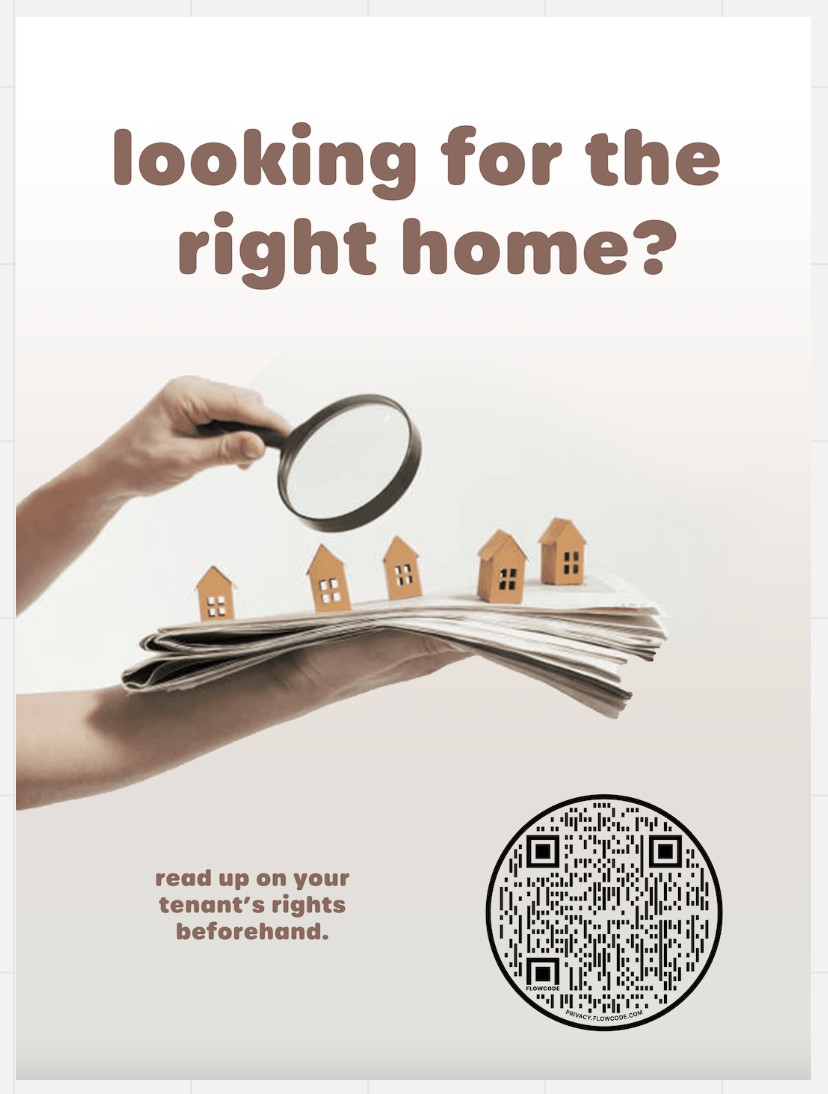 looking for the
right home?
read up on your
tenant’s rights
beforehand.
FLOWCODE
PRIVACY.FLOWCODE.COM